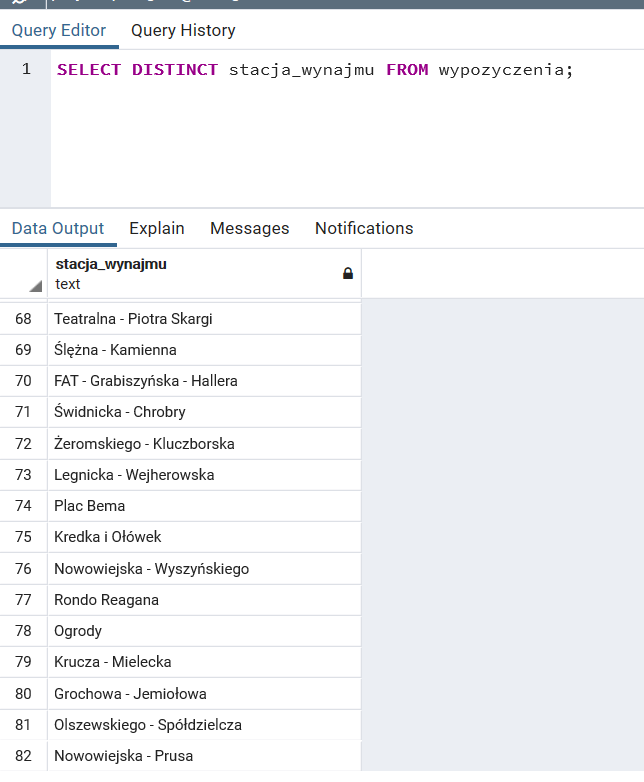 Query Editor Query History
1 SELECT DISTINCT stacja_wynajmu FROM wypozyczenia;
Data Output Explain Messages Notifications
stacja_wynajmu
text
68 Teatralna - Piotra Skargi
69 Ślężna - Kamienna
70 FAT - Grabiszyńska - Hallera
71 Świdnicka - Chrobry
72 Żeromskiego - Kluczborska
73 Legnicka - Wejherowska
74 Plac Bema
75 Kredka i Ołówek
76 Nowowiejska - Wyszyńskiego
77 Rondo Reagana
78 Ogrody
79 Krucza - Mielecka
80 Grochowa - Jemiołowa
81 Olszewskiego - Spółdzielcza
82 Nowowiejska - Prusa